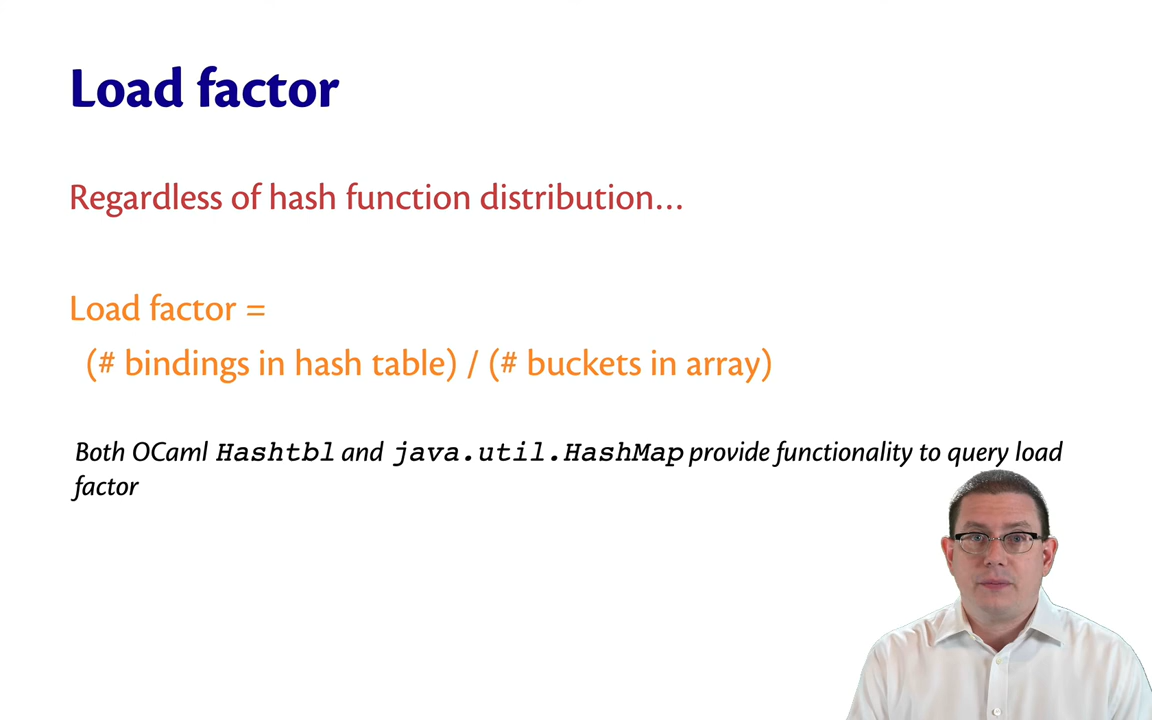 Load factor
Regardless of hash function distribution…
Load factor =
(# bindings in hash table) / (# buckets in array)
Both OCaml Hashtbl and java.util.HashMap provide functionality to query load
factor